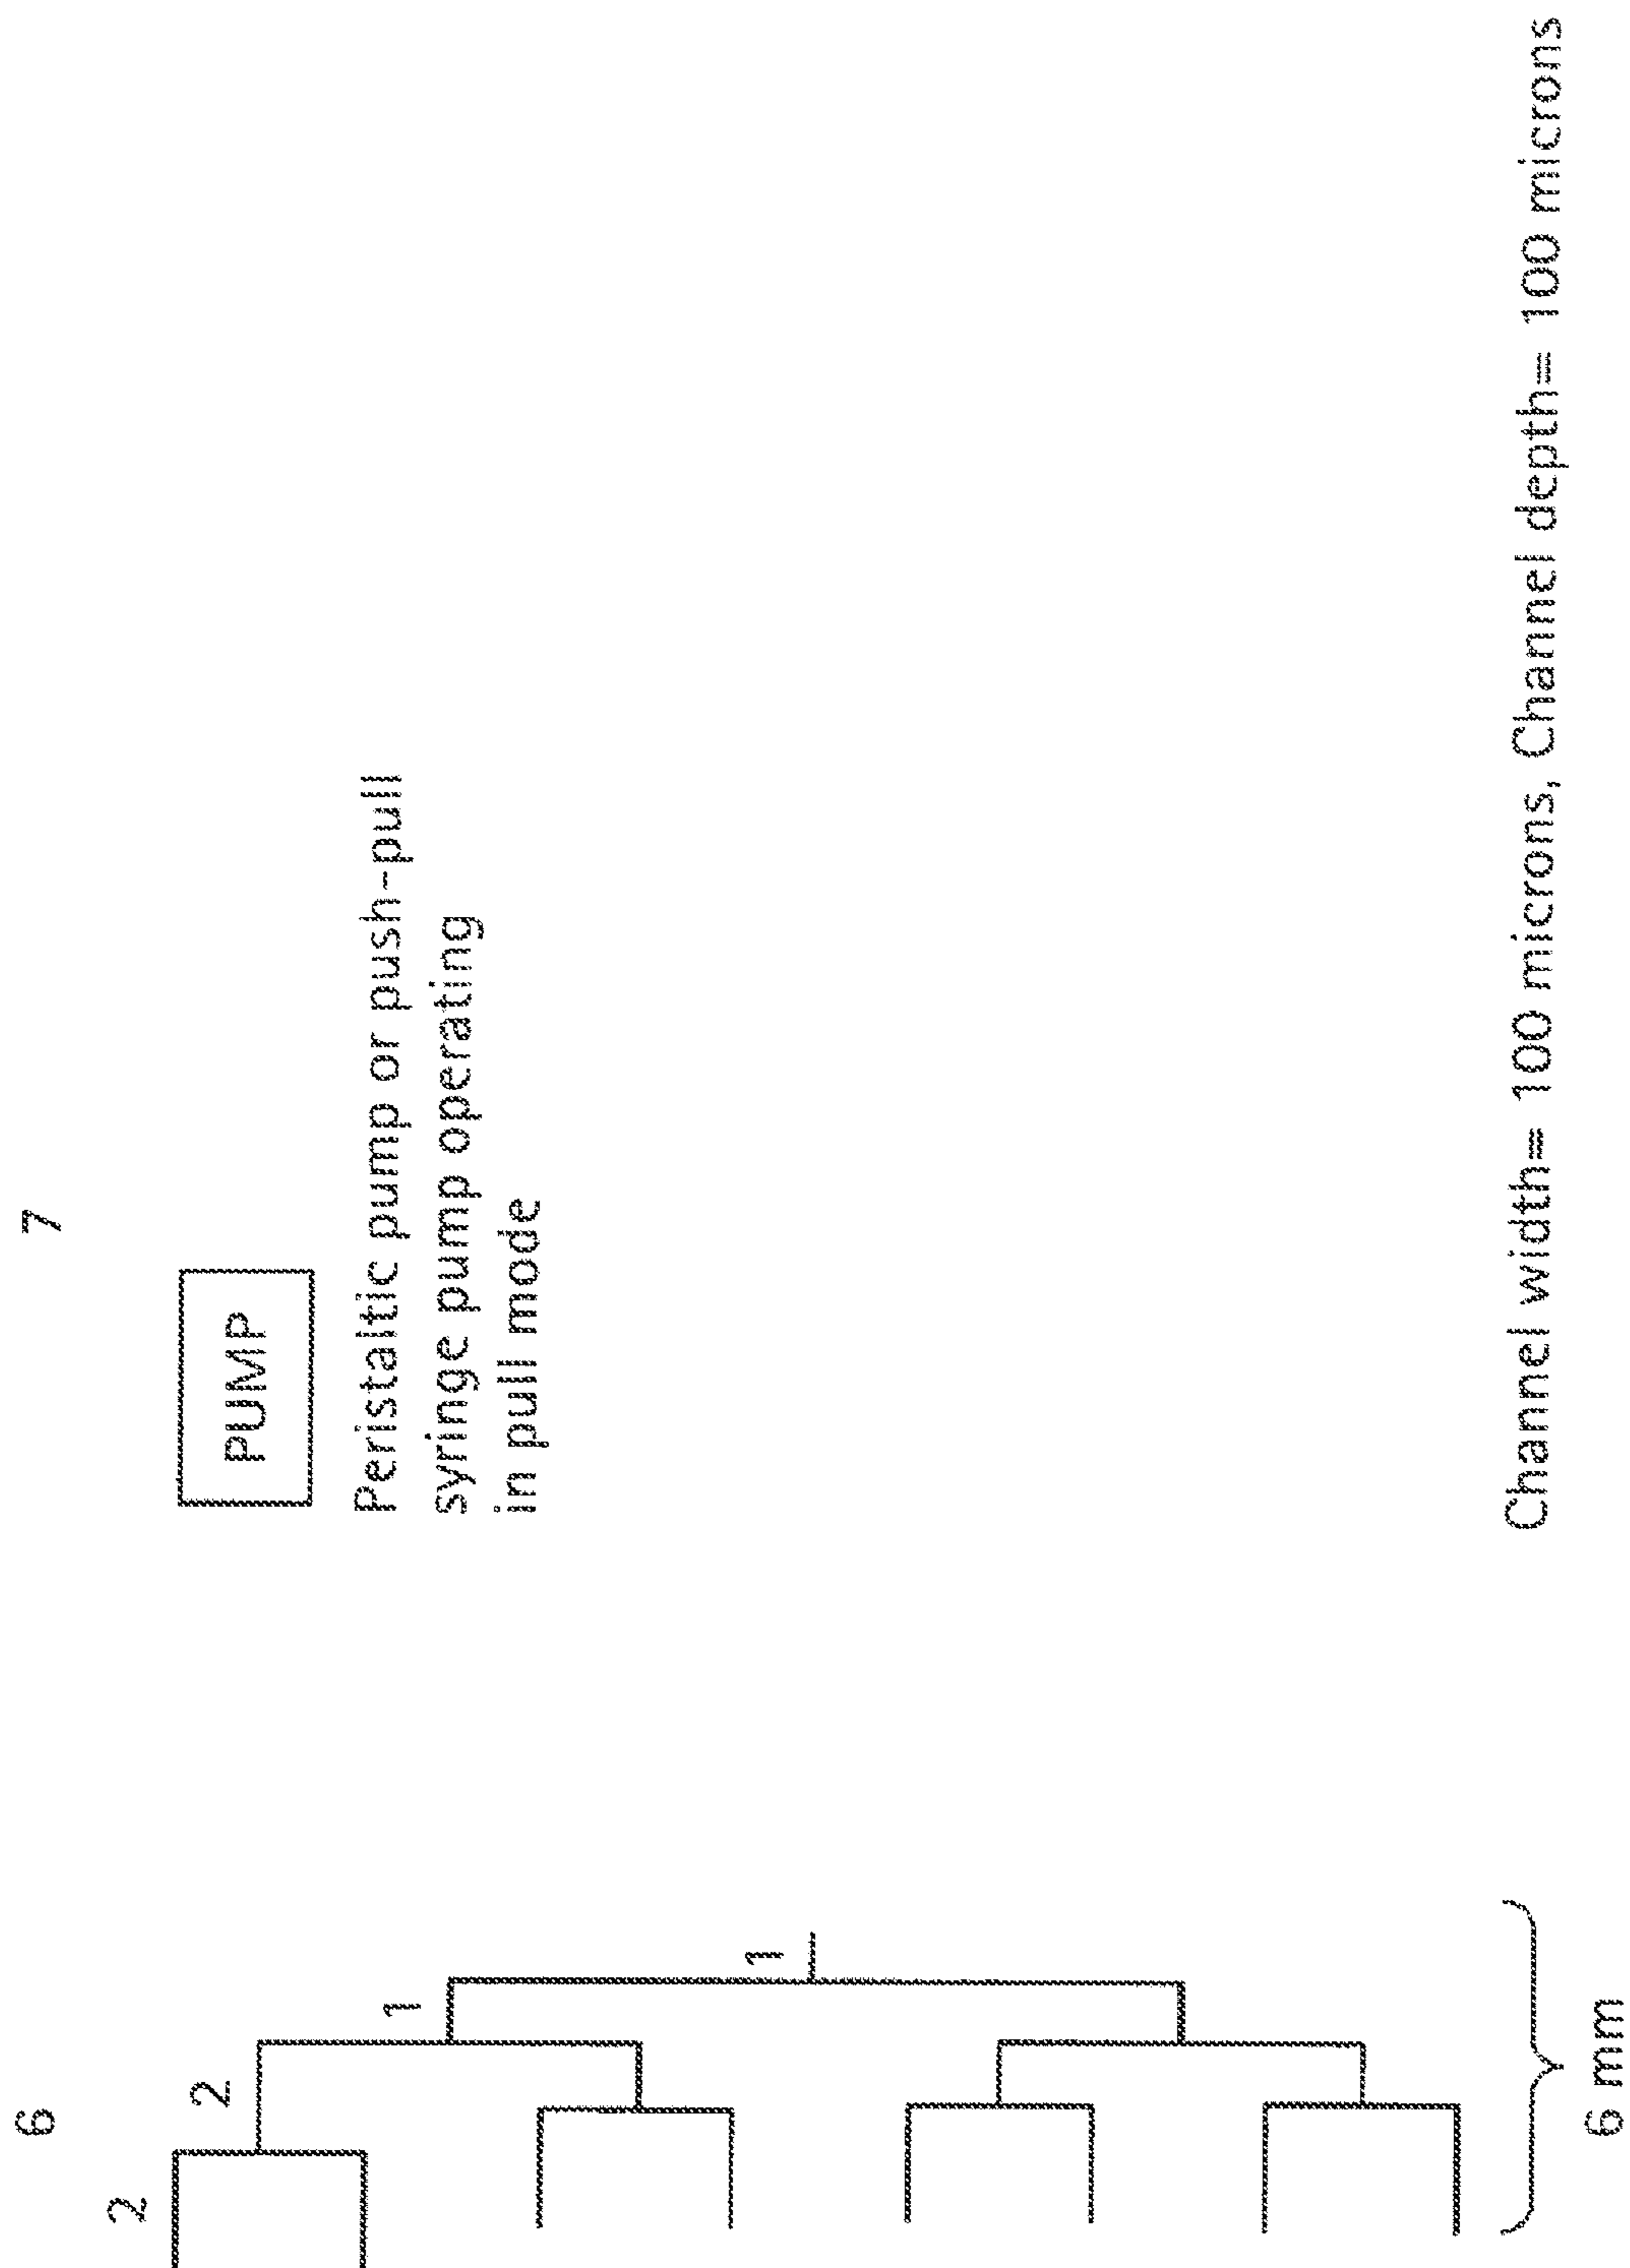 6
7
2
2
1
1
PUMP
Peristaltic pump or push-pull
syringe pump operating
in pull mode
6 mm
Channel width= 100 microns, Channel depth= 100 microns